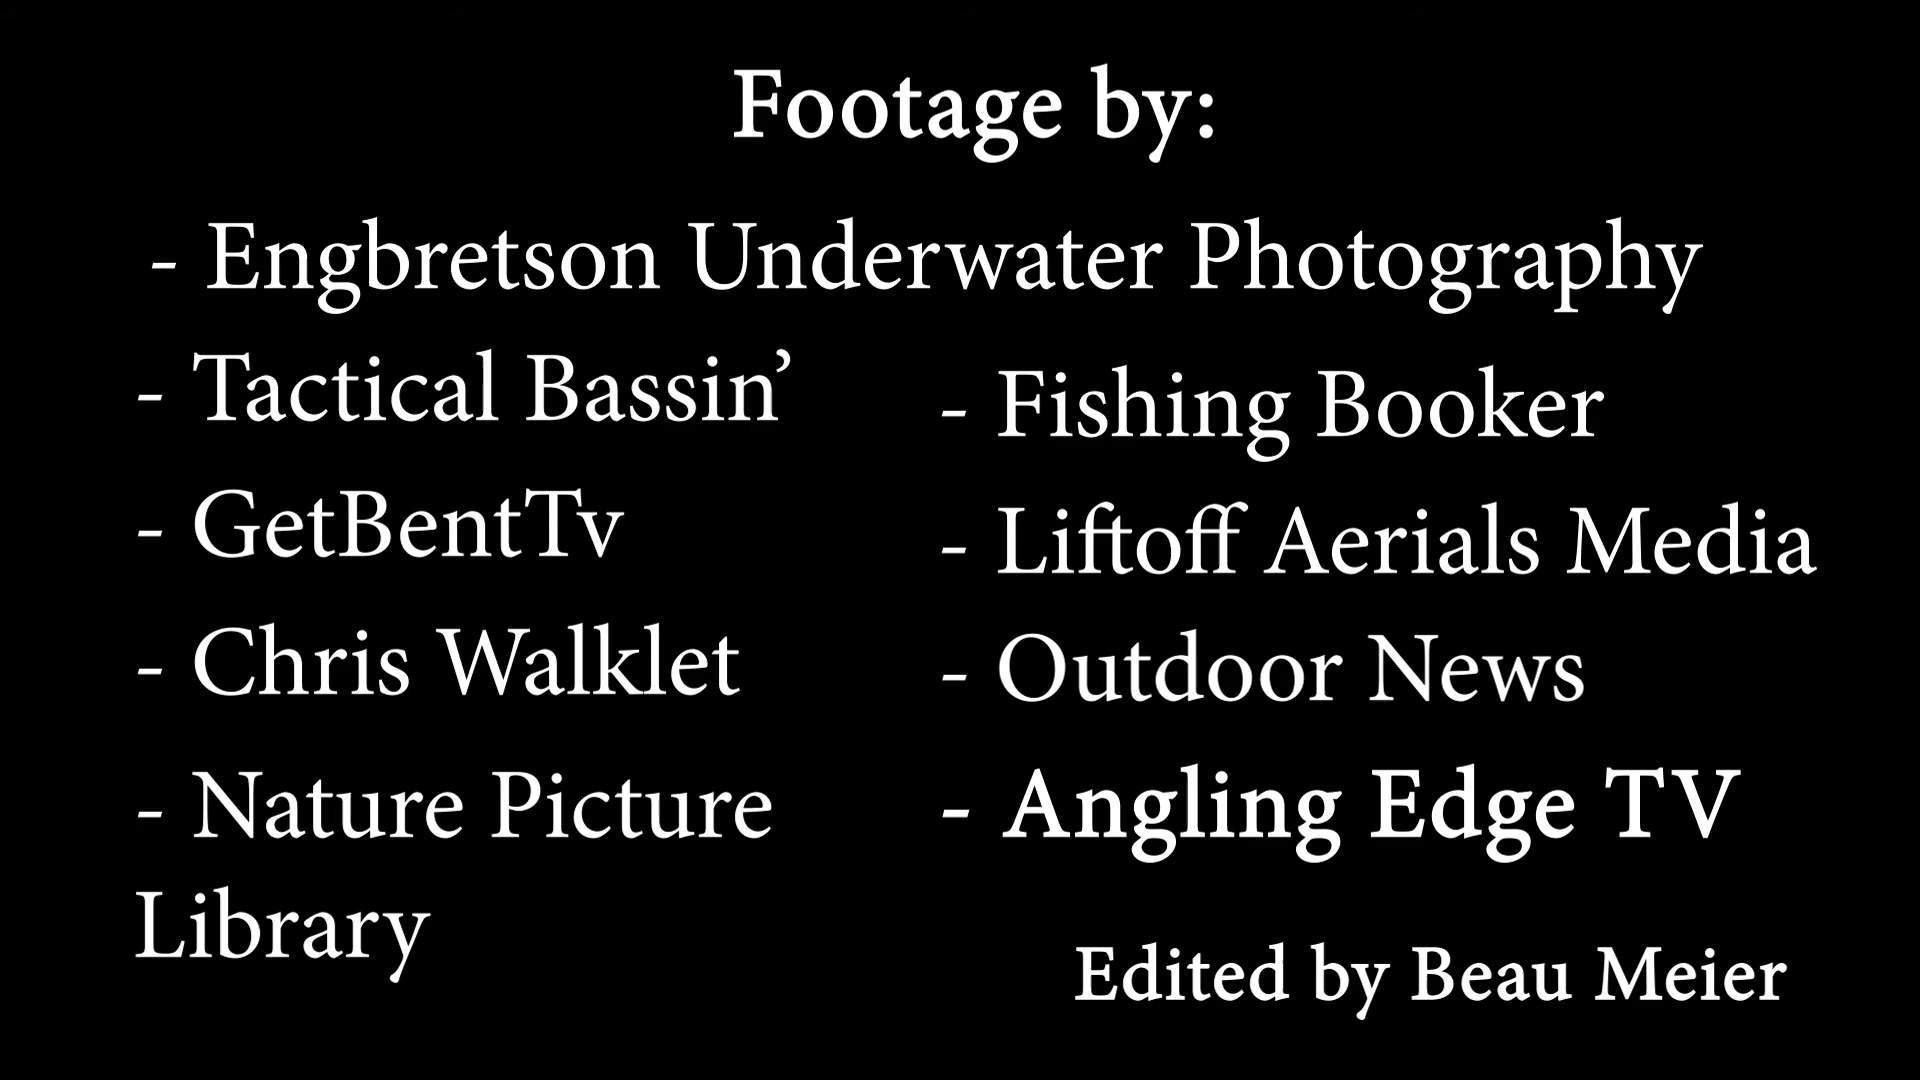 Footage by:
- Engbretson Underwater Photography
- Tactical Bassin’
- GetBentTv
- Chris Walklet
- Nature Picture
Library
- Fishing Booker
- Liftoff Aerials Media
- Outdoor News
- Angling Edge TV
Edited by Beau Meier